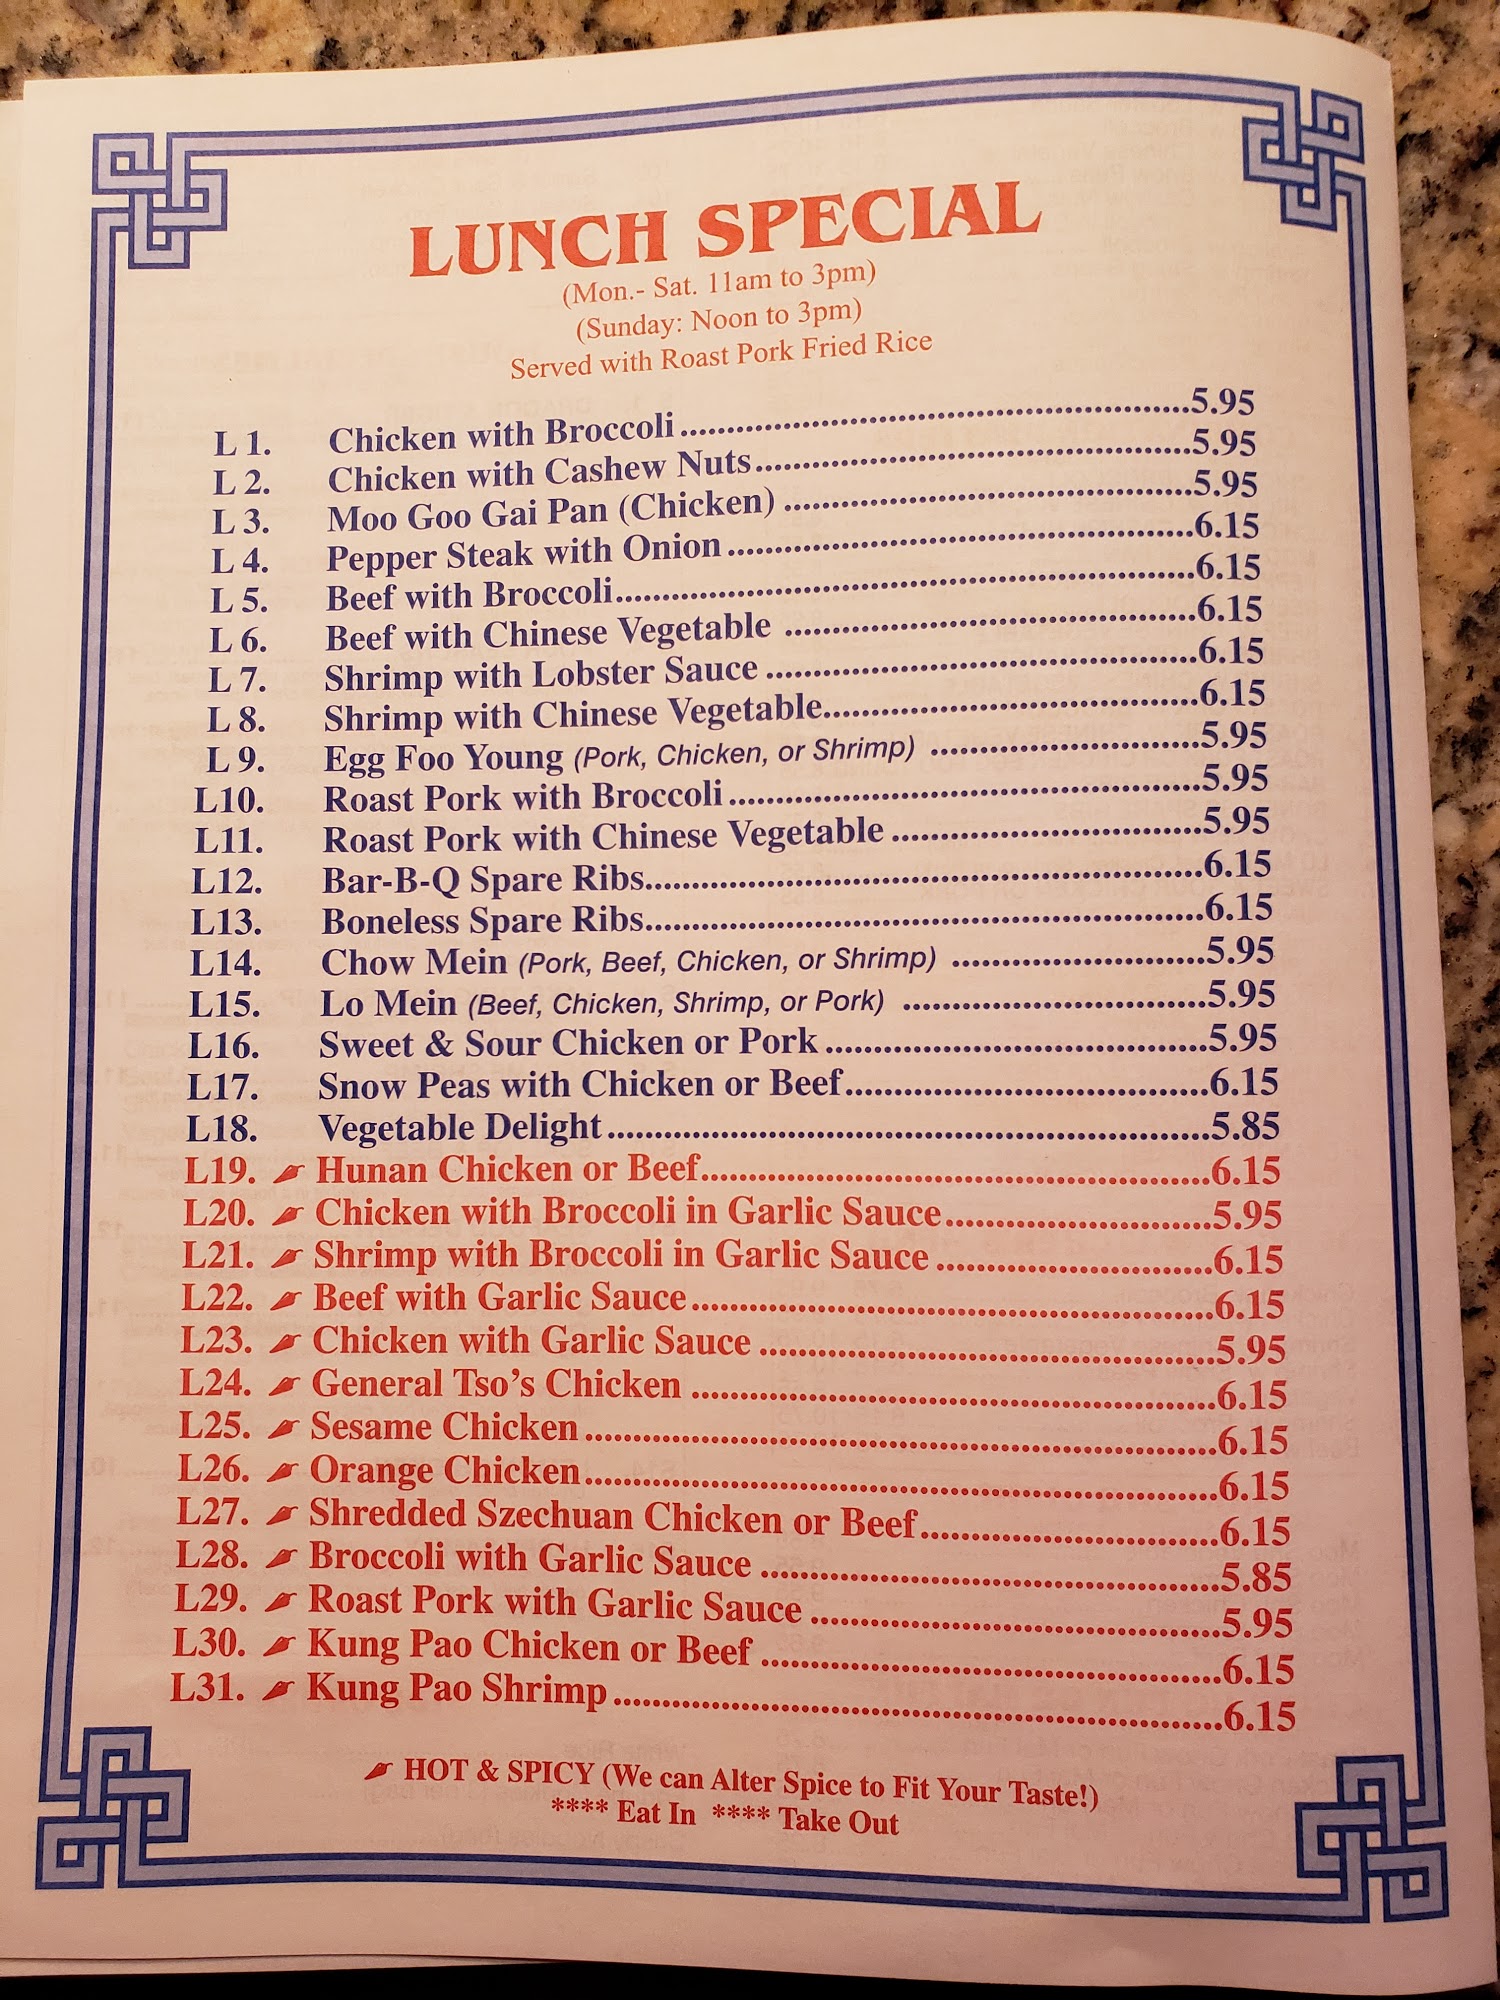 LUNCH SPECIAL
(Mon.- Sat. 11am to 3pm)
(Sunday: Noon to 3pm)
Served with Roast Pork Fried Rice
L 1. Chicken with Broccoli..........5.95
L 2. Chicken with Cashew Nuts..........5.95
L 3. Moo Goo Gai Pan (Chicken)..........5.95
L 4. Pepper Steak with Onion..........6.15
L 5. Beef with Broccoli..........6.15
L 6. Beef with Chinese Vegetable..........6.15
L 7. Shrimp with Lobster Sauce..........6.15
L 8. Shrimp with Chinese Vegetable..........6.15
L 9. Egg Foo Young (Pork, Chicken, or Shrimp)..........5.95
L10. Roast Pork with Broccoli..........5.95
L11. Roast Pork with Chinese Vegetable..........5.95
L12. Bar-B-Q Spare Ribs..........6.15
L13. Boneless Spare Ribs..........6.15
L14. Chow Mein (Pork, Beef, Chicken, or Shrimp)..........5.95
L15. Lo Mein (Beef, Chicken, Shrimp, or Pork)..........5.95
L16. Sweet & Sour Chicken or Pork..........5.95
L17. Snow Peas with Chicken or Beef..........6.15
L18. Vegetable Delight..........5.85
L19. Hunan Chicken or Beef..........6.15
L20. Chicken with Broccoli in Garlic Sauce..........5.95
L21. Shrimp with Broccoli in Garlic Sauce..........6.15
L22. Beef with Garlic Sauce..........6.15
L23. Chicken with Garlic Sauce..........5.95
L24. General Tso's Chicken..........6.15
L25. Sesame Chicken..........6.15
L26. Orange Chicken..........6.15
L27. Shredded Szechuan Chicken or Beef..........6.15
L28. Broccoli with Garlic Sauce..........5.85
L29. Roast Pork with Garlic Sauce..........5.95
L30. Kung Pao Chicken or Beef..........6.15
L31. Kung Pao Shrimp..........6.15
HOT & SPICY (We can Alter Spice to Fit Your Taste!)
**** Eat In **** Take Out